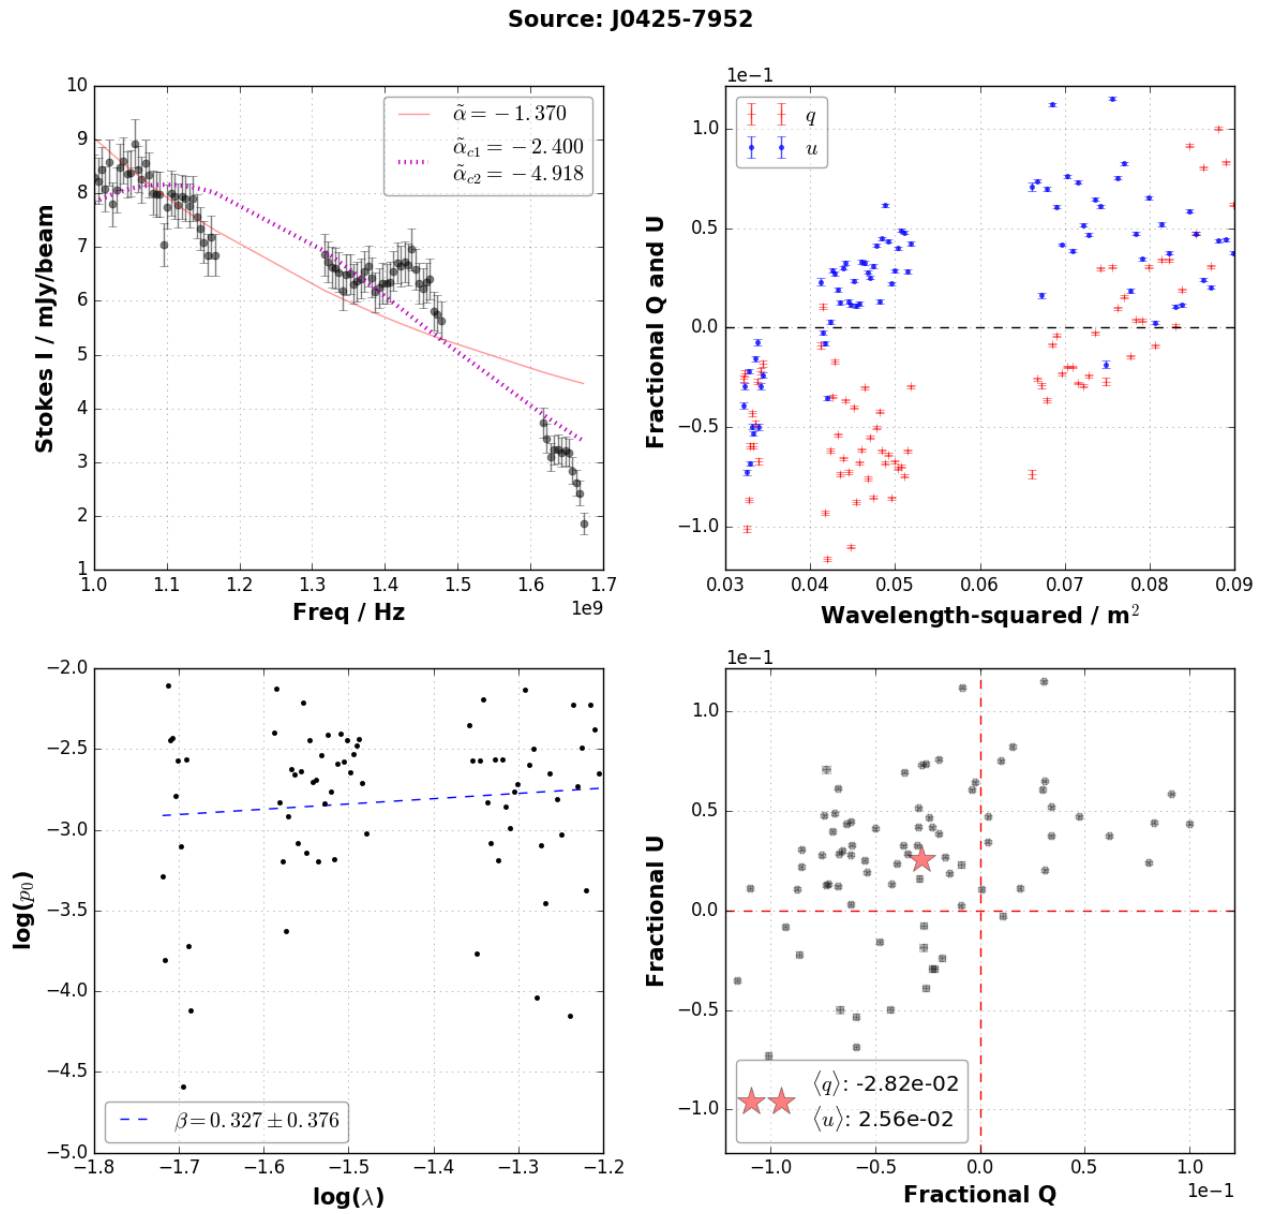 Source: J0425-7952
10
9
8
7
6
5
4
3
2
1
Stokes I / mJy/beam
α̃ = −1.370
α̃c1 = −2.400
α̃c2 = −4.918
1.0 1.1 1.2 1.3 1.4 1.5 1.6 1.7
1e9
Freq / Hz
1e−1
1.0
0.5
0.0
−0.5
−1.0
Fractional Q and U
q
u
0.03 0.04 0.05 0.06 0.07 0.08 0.09
Wavelength-squared / m²
−2.0
−2.5
−3.0
−3.5
−4.0
−4.5
−5.0
log(p₀)
β = 0.327 ± 0.376
−1.8 −1.7 −1.6 −1.5 −1.4 −1.3 −1.2
log(λ)
1e−1
1.0
0.5
0.0
−0.5
−1.0
Fractional U
⟨q⟩: -2.82e-02
⟨u⟩: 2.56e-02
−1.0 −0.5 0.0 0.5 1.0
1e−1
Fractional Q